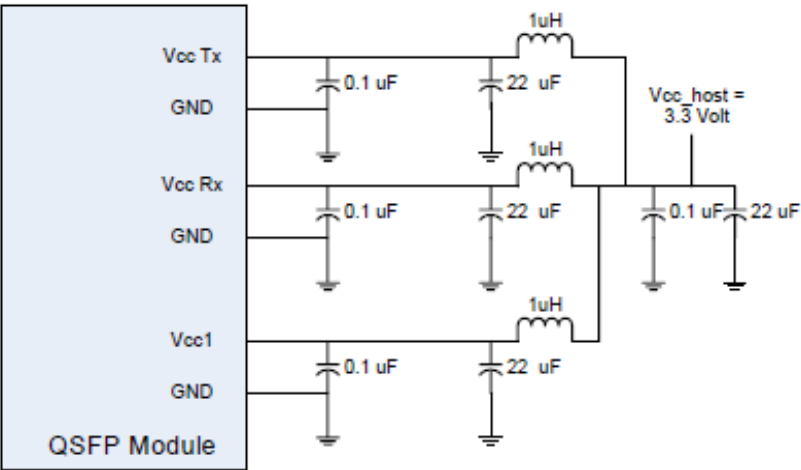 1uH
Vcc Tx
0.1 uF
22 uF
GND
Vcc_host =
3.3 Volt
1uH
Vcc Rx
0.1 uF
22 uF
0.1 uF
22 uF
GND
1uH
Vcc1
0.1 uF
22 uF
GND
QSFP Module